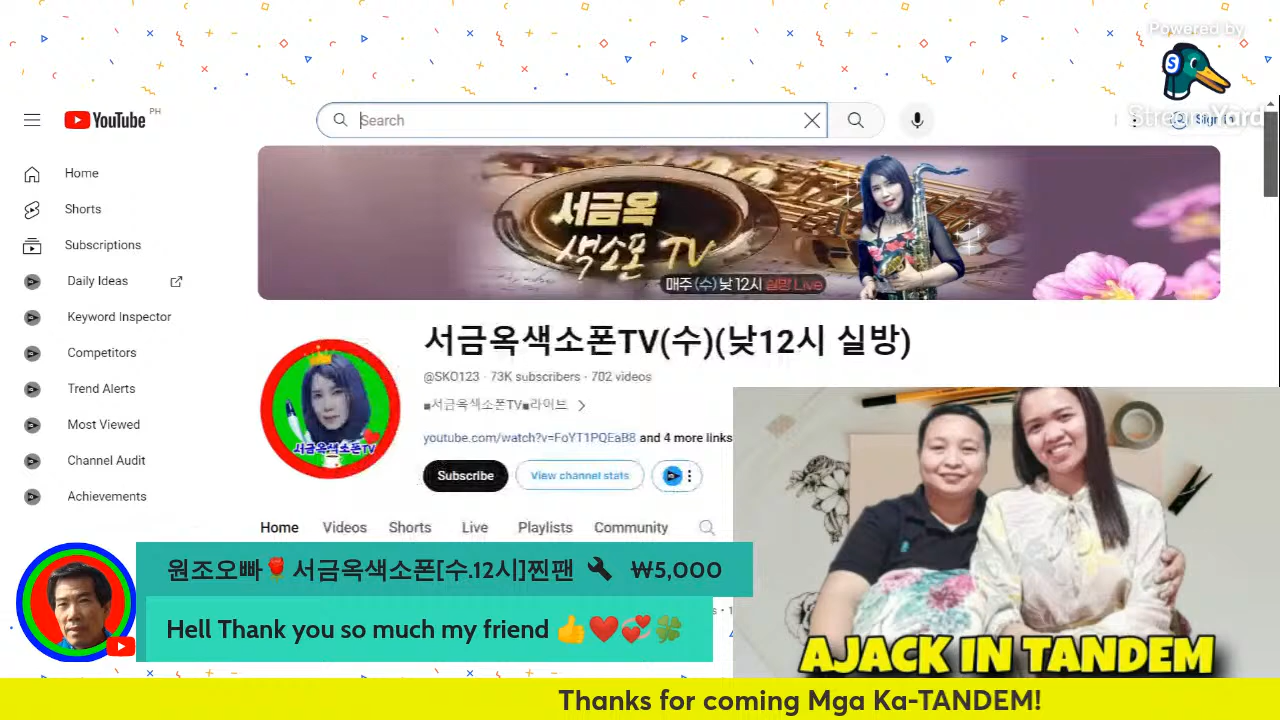 Powered by
StreamYard
YouTube PH
Search
Sign in
Home
Shorts
Subscriptions
Daily Ideas
Keyword Inspector
Competitors
Trend Alerts
Most Viewed
Channel Audit
Achievements
서금옥
색소폰 TV
매주 (수) 낮 12시 실방 Live
서금옥색소폰TV(수)(낮12시 실방)
@SKO123 · 73K subscribers · 702 videos
■서금옥색소폰TV■라이브
youtube.com/watch?v=FoYT1PQEaB8 and 4 more links
서금옥색소폰TV
Subscribe
View channel stats
Home Videos Shorts Live Playlists Community
원조오빠🌹서금옥색소폰[수.12시]찐팬 🔧 ₩5,000
Hell Thank you so much my friend 👍❤️💞🍀
AJACK IN TANDEM
Thanks for coming Mga Ka-TANDEM!